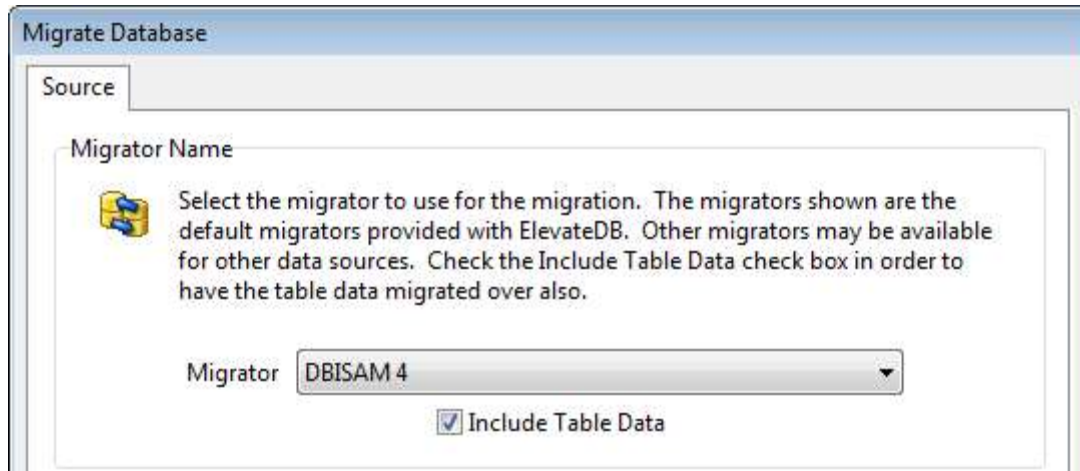 Migrate Database
Source
Migrator Name
Select the migrator to use for the migration.  The migrators shown are the
default migrators provided with ElevateDB.  Other migrators may be available
for other data sources.  Check the Include Table Data check box in order to
have the table data migrated over also.
Migrator DBISAM 4
Include Table Data